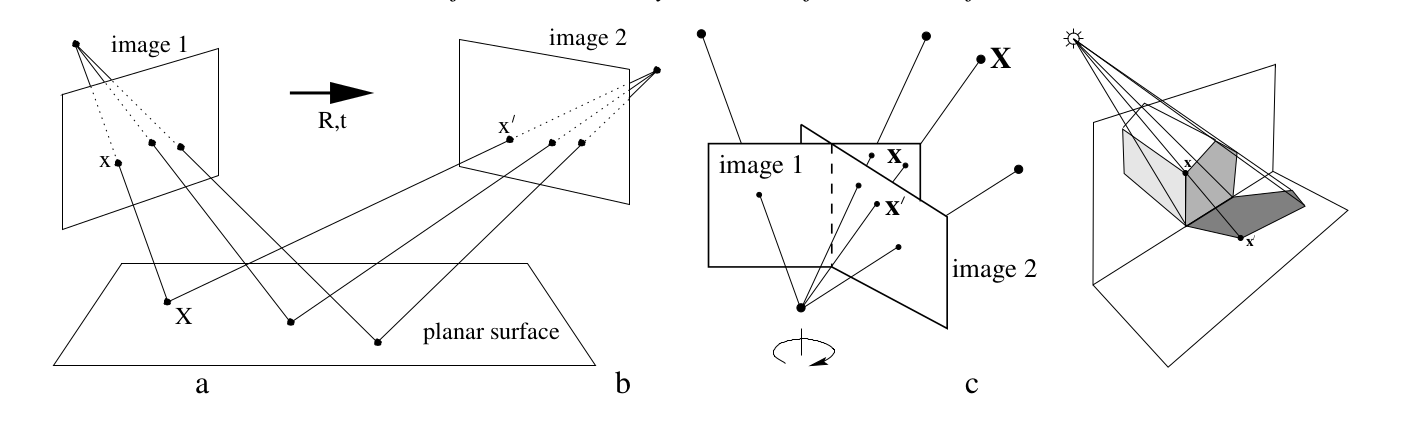 image 1
image 2
R,t
x
x′
X
planar surface
a
b
image 1
X
x
x′
image 2
c
x
x′